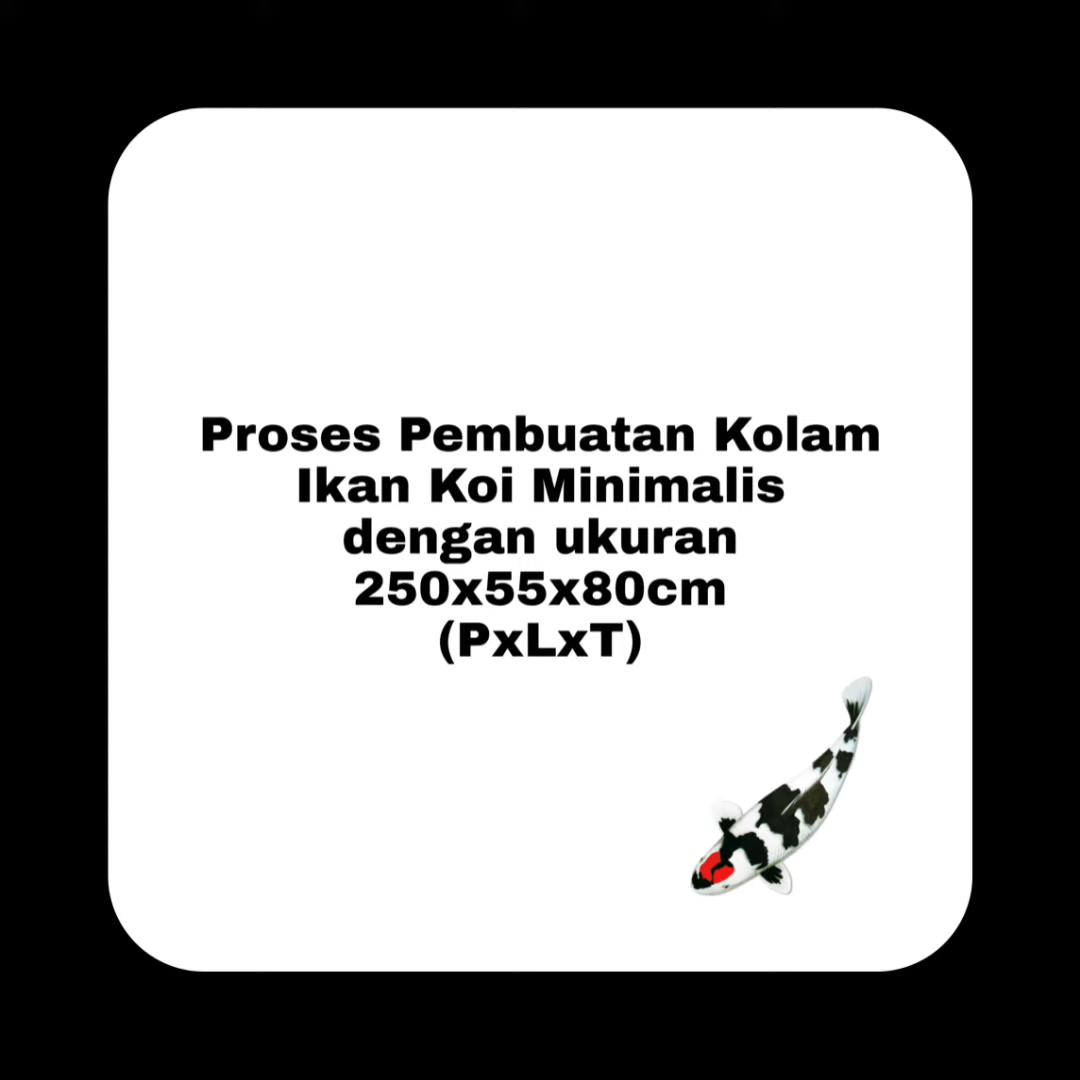 Proses Pembuatan Kolam
Ikan Koi Minimalis
dengan ukuran
250x55x80cm
(PxLxT)